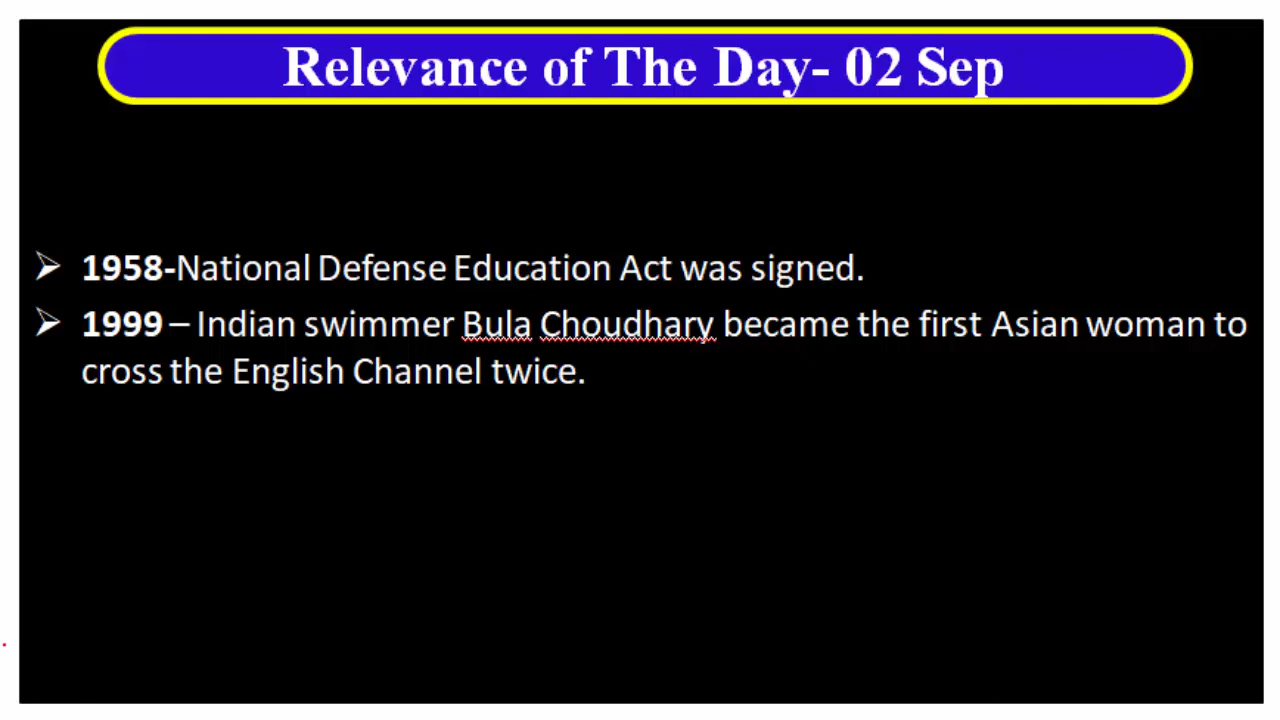 Relevance of The Day- 02 Sep
➢ 1958-National Defense Education Act was signed.
➢ 1999 – Indian swimmer Bula Choudhary became the first Asian woman to
cross the English Channel twice.